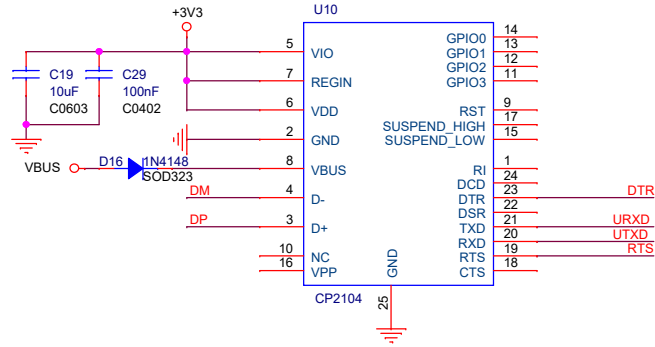 +3V3
U10
5 VIO
7 REGIN
6 VDD
2 GND
8 VBUS
4 D-
3 D+
10 NC
16 VPP
GPIO0 14
GPIO1 13
GPIO2 12
GPIO3 11
RST 9
SUSPEND_HIGH 17
SUSPEND_LOW 15
RI 1
DCD 24
DTR 23 DTR
DSR 22
TXD 21 URXD
RXD 20 UTXD
RTS 19 RTS
CTS 18
GND
25
CP2104
C19
10uF
C0603
C29
100nF
C0402
VBUS
D16 1N4148
SOD323
DM
DP